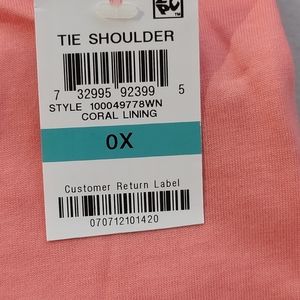 TIE SHOULDER
7 32995 92399 5
STYLE 100049778WN
CORAL LINING
0X
Customer Return Label
070712101420